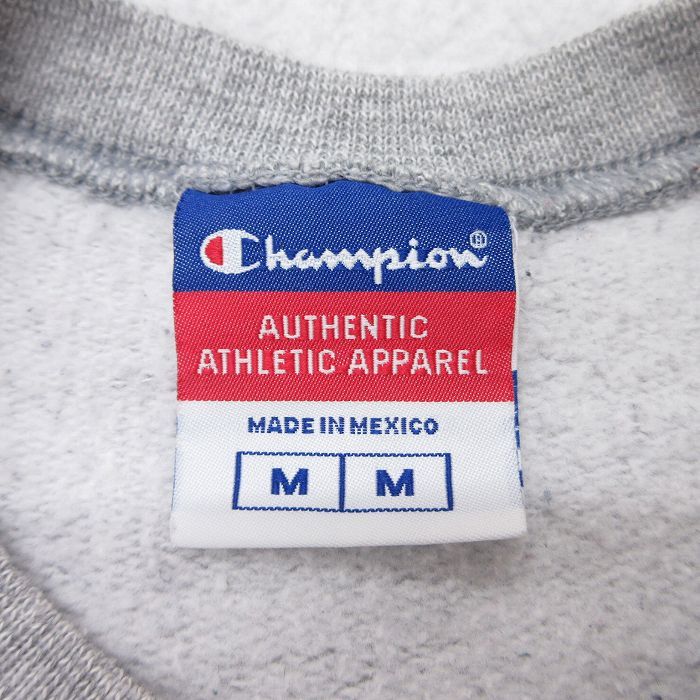 Champion®
AUTHENTIC
ATHLETIC APPAREL
MADE IN MEXICO
M M